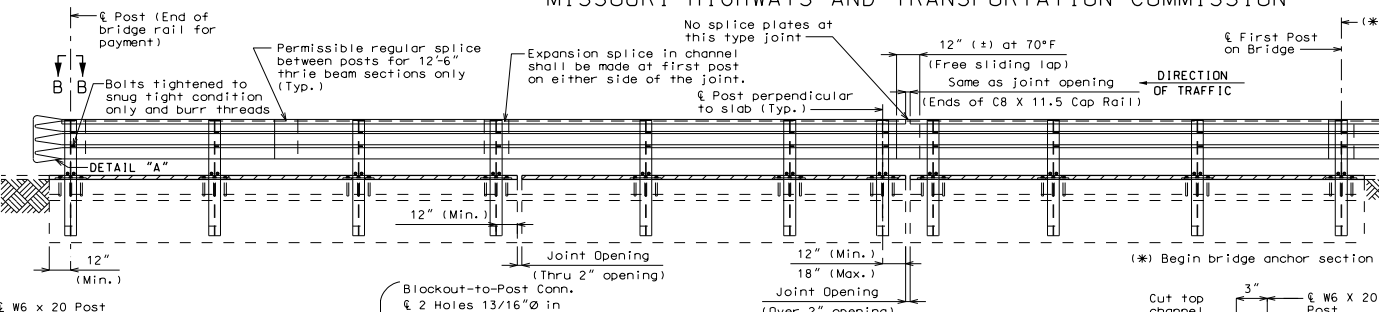 MISSOURI HIGHWAYS AND TRANSPORTATION COMMISSION
℄ Post (End of
bridge rail for
payment)
Permissible regular splice
between posts for 12'-6"
thrie beam sections only
(Typ.)
Expansion splice in channel
shall be made at first post
on either side of the joint.
No splice plates at
this type joint
12" (±) at 70°F
(Free sliding lap)
Same as joint opening
(Ends of C8 X 11.5 Cap Rail)
DIRECTION
OF TRAFFIC
℄ First Post
on Bridge
(*
B B
Bolts tightened to
snug tight condition
only and burr threads
℄ Post perpendicular
to slab (Typ.)
DETAIL "A"
12" (Min.)
12"
(Min.)
Joint Opening
(Thru 2" opening)
12" (Min.)
18" (Max.)
Joint Opening
(Over 2" opening)
(*) Begin bridge anchor section
℄ W6 x 20 Post
Blockout-to-Post Conn.
℄ 2 Holes 13/16"Ø in
Cut top
channel
3"
℄ W6 X 20
Post